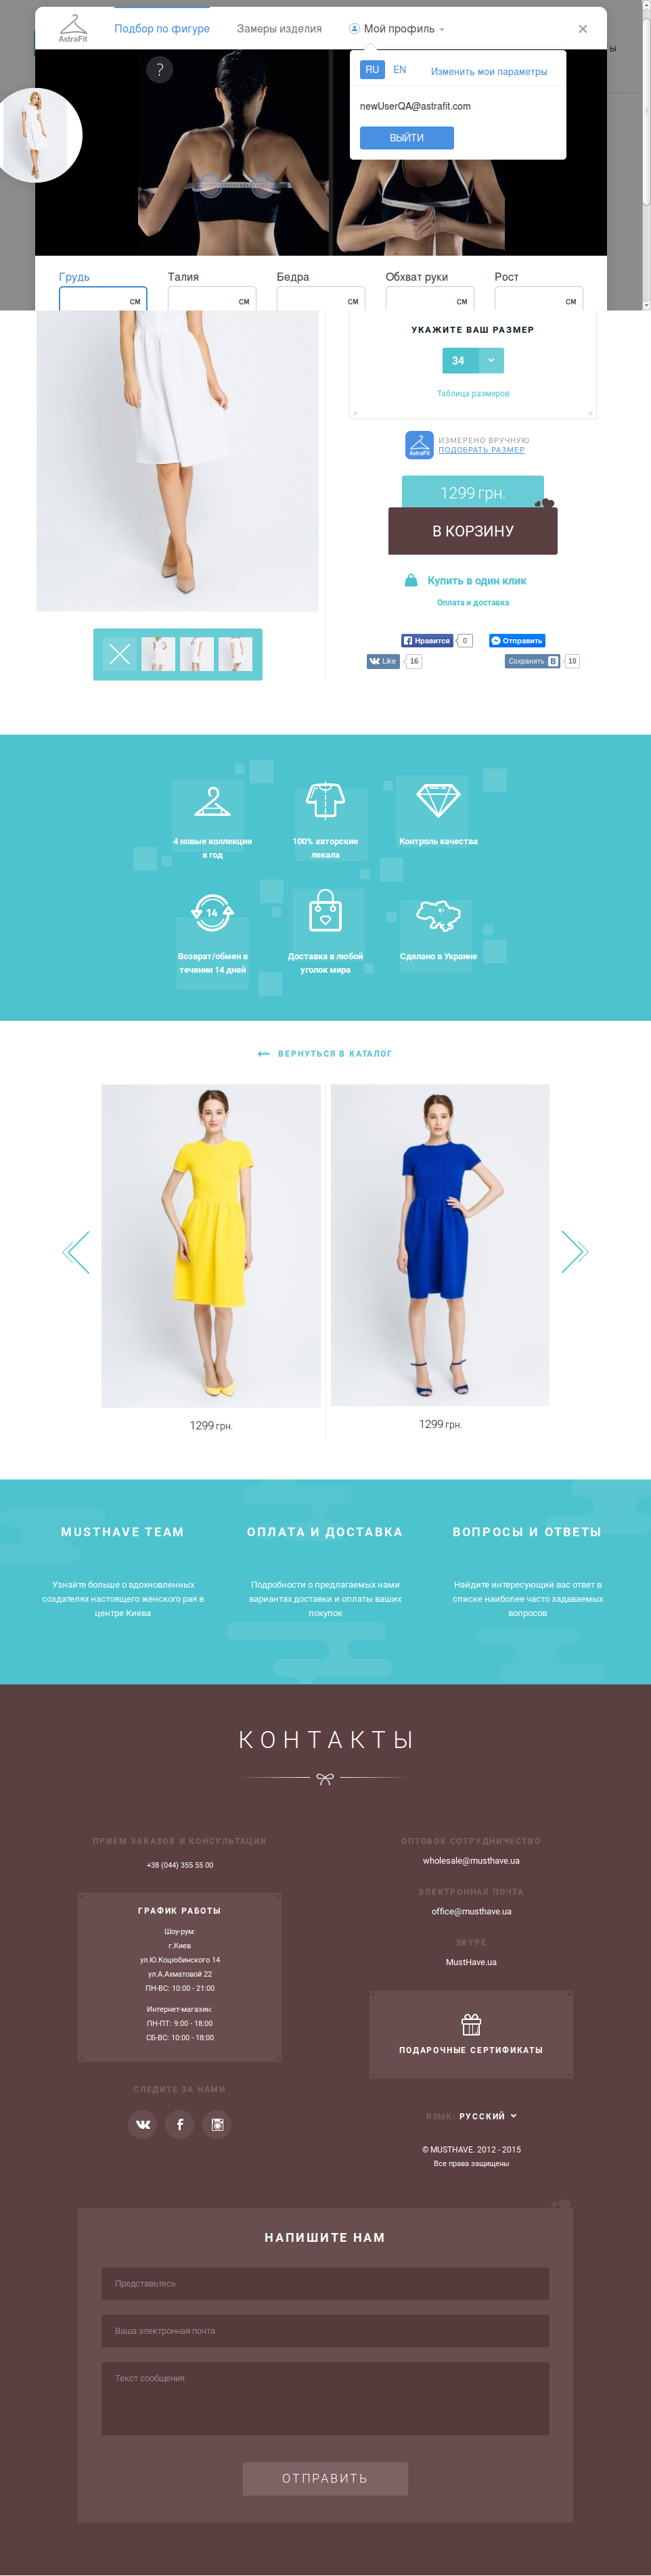 AstraFit
Подбор по фигуре
Замеры изделия
Мой профиль
×
ы
?
RU EN Изменить мои параметры
newUserQA@astrafit.com
ВЫЙТИ
Грудь Талия Бедра Обхват руки Рост
см см см см см
УКАЖИТЕ ВАШ РАЗМЕР
34
Таблица размеров
AstraFit
ИЗМЕРЕНО ВРУЧНУЮ
ПОДОБРАТЬ РАЗМЕР
1299 грн.
В КОРЗИНУ
Купить в один клик
Оплата и доставка
Нравится 0 Отправить
Like 16 Сохранить B 10
4 новые коллекции
в год
100% авторские
лекала
Контроль качества
14
Возврат/обмен в
течении 14 дней
Доставка в любой
уголок мира
Сделано в Украине
ВЕРНУТЬСЯ В КАТАЛОГ
1299 грн.
1299 грн.
MUSTHAVE TEAM
Узнайте больше о вдохновленных
создателях настоящего женского рая в
центре Киева
ОПЛАТА И ДОСТАВКА
Подробности о предлагаемых нами
вариантах доставки и оплаты ваших
покупок
ВОПРОСЫ И ОТВЕТЫ
Найдите интересующий вас ответ в
списке наиболее часто задаваемых
вопросов
КОНТАКТЫ
ПРИЕМ ЗАКАЗОВ И КОНСУЛЬТАЦИЯ
+38 (044) 355 55 00
ГРАФИК РАБОТЫ
Шоу-рум:
г.Киев
ул.Ю.Коцюбинского 14
ул.А.Ахматовой 22
ПН-ВС: 10:00 - 21:00
Интернет-магазин:
ПН-ПТ: 9:00 - 18:00
СБ-ВС: 10:00 - 18:00
СЛЕДИТЕ ЗА НАМИ
ОПТОВОЕ СОТРУДНИЧЕСТВО
wholesale@musthave.ua
ЭЛЕКТРОННАЯ ПОЧТА
office@musthave.ua
SKYPE
MustHave.ua
ПОДАРОЧНЫЕ СЕРТИФИКАТЫ
ЯЗЫК: РУССКИЙ
© MUSTHAVE. 2012 - 2015
Все права защищены
НАПИШИТЕ НАМ
Представьтесь
Ваша электронная почта
Текст сообщения
ОТПРАВИТЬ